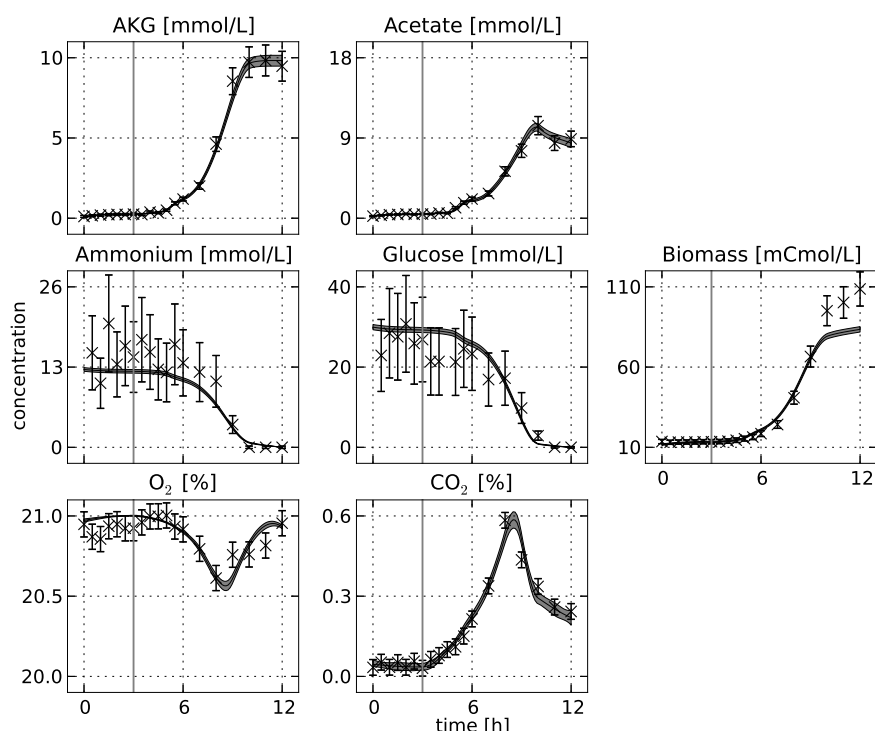 AKG [mmol/L]
Acetate [mmol/L]
10
5
0
18
9
0
Ammonium [mmol/L]
Glucose [mmol/L]
Biomass [mCmol/L]
concentration
26
13
0
40
20
0
110
60
10
0 6 12
O₂ [%]
CO₂ [%]
21.0
20.5
20.0
0.6
0.3
0.0
0 6 12
0 6 12
time [h]